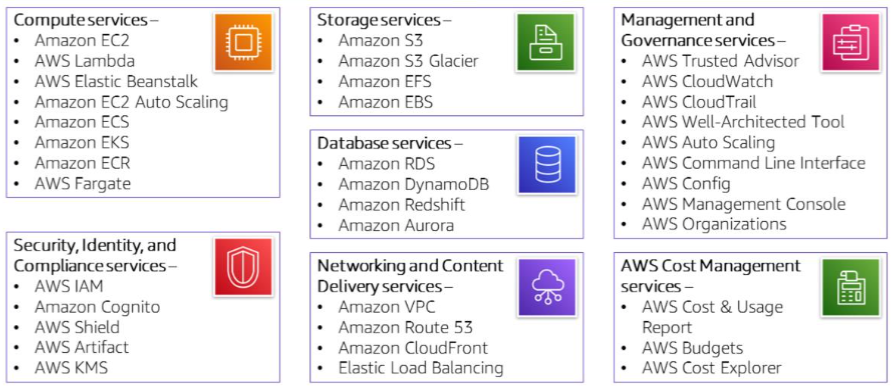 Compute services –
• Amazon EC2
• AWS Lambda
• AWS Elastic Beanstalk
• Amazon EC2 Auto Scaling
• Amazon ECS
• Amazon EKS
• Amazon ECR
• AWS Fargate
Security, Identity, and
Compliance services –
• AWS IAM
• Amazon Cognito
• AWS Shield
• AWS Artifact
• AWS KMS
Storage services –
• Amazon S3
• Amazon S3 Glacier
• Amazon EFS
• Amazon EBS
Database services –
• Amazon RDS
• Amazon DynamoDB
• Amazon Redshift
• Amazon Aurora
Networking and Content
Delivery services –
• Amazon VPC
• Amazon Route 53
• Amazon CloudFront
• Elastic Load Balancing
Management and
Governance services –
• AWS Trusted Advisor
• AWS CloudWatch
• AWS CloudTrail
• AWS Well-Architected Tool
• AWS Auto Scaling
• AWS Command Line Interface
• AWS Config
• AWS Management Console
• AWS Organizations
AWS Cost Management
services –
• AWS Cost & Usage
Report
• AWS Budgets
• AWS Cost Explorer